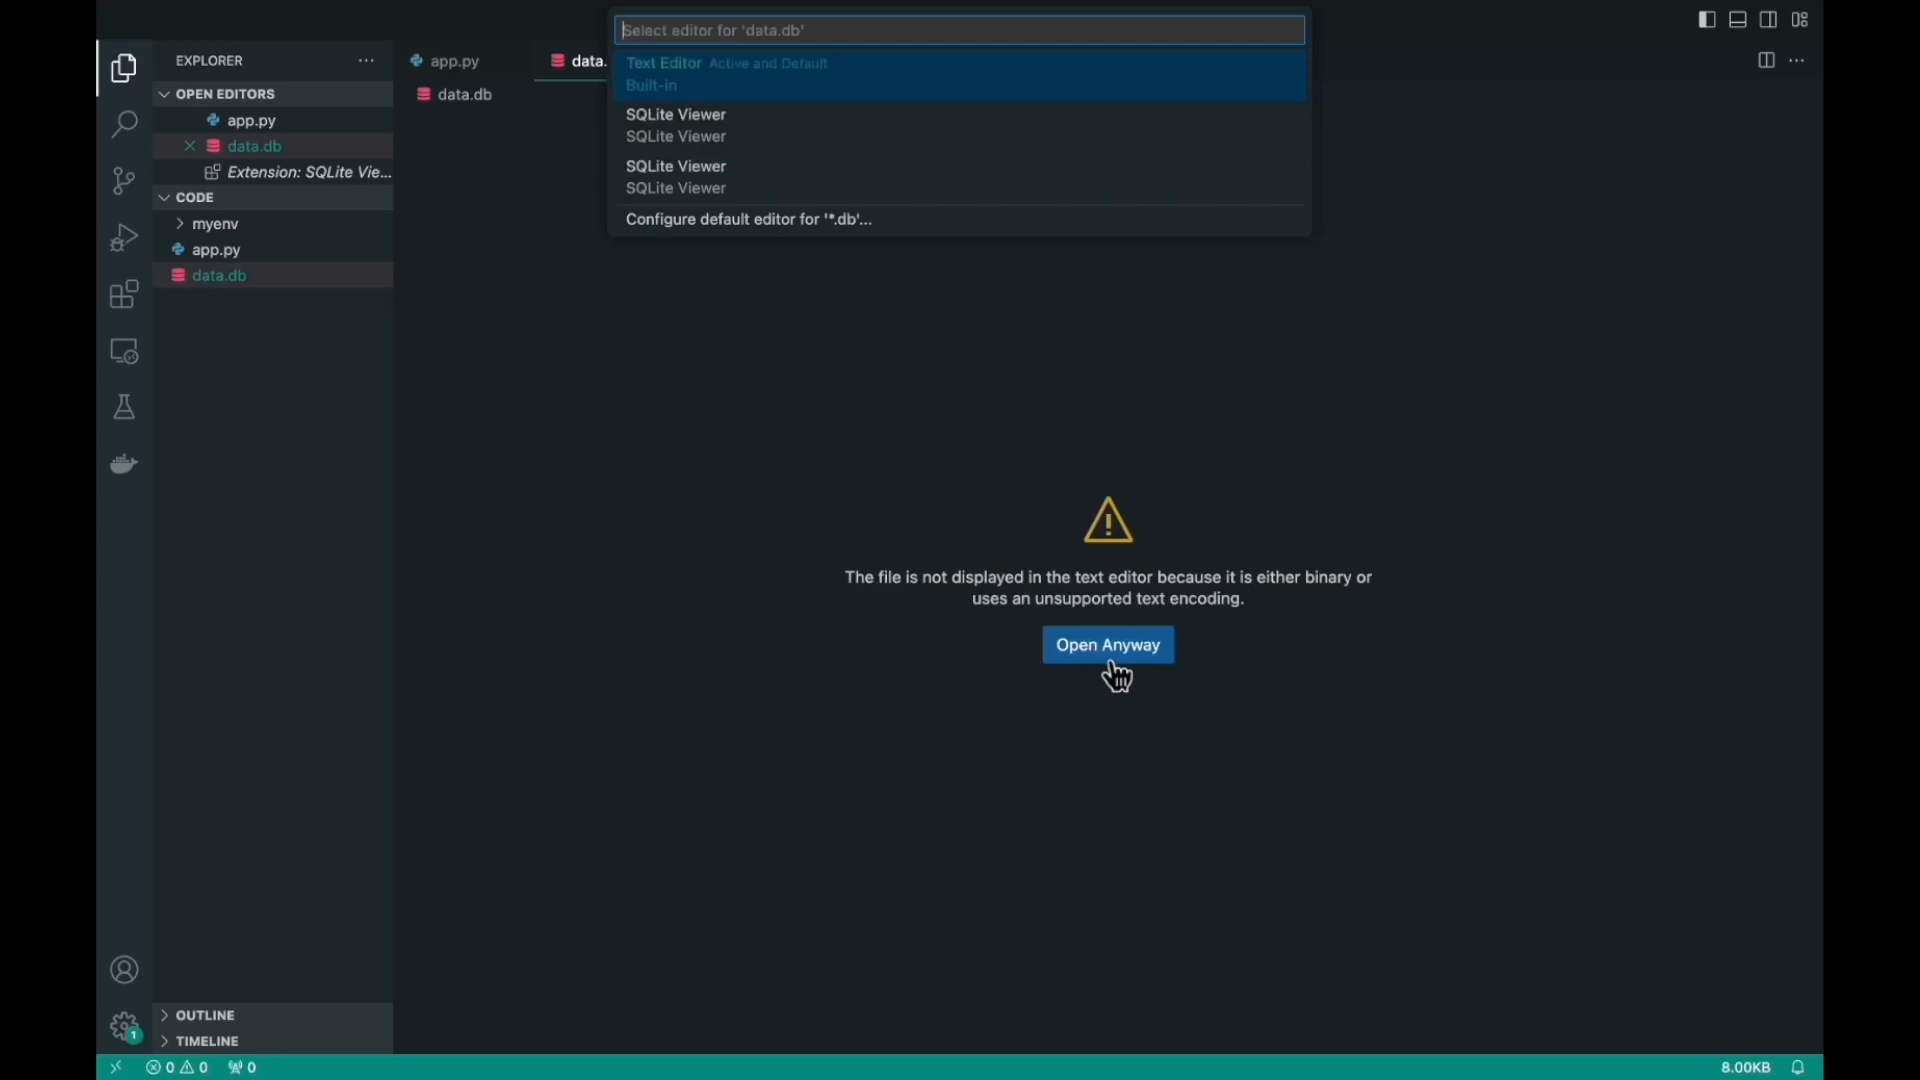 Select editor for 'data.db'
Text Editor Active and Default
Built-in
SQLite Viewer
SQLite Viewer
SQLite Viewer
SQLite Viewer
Configure default editor for '*.db'...
EXPLORER
OPEN EDITORS
app.py
data.db
Extension: SQLite Vie...
CODE
myenv
app.py
data.db
OUTLINE
TIMELINE
app.py
data.
data.db
The file is not displayed in the text editor because it is either binary or
uses an unsupported text encoding.
Open Anyway
1
0 0 0
8.00KB